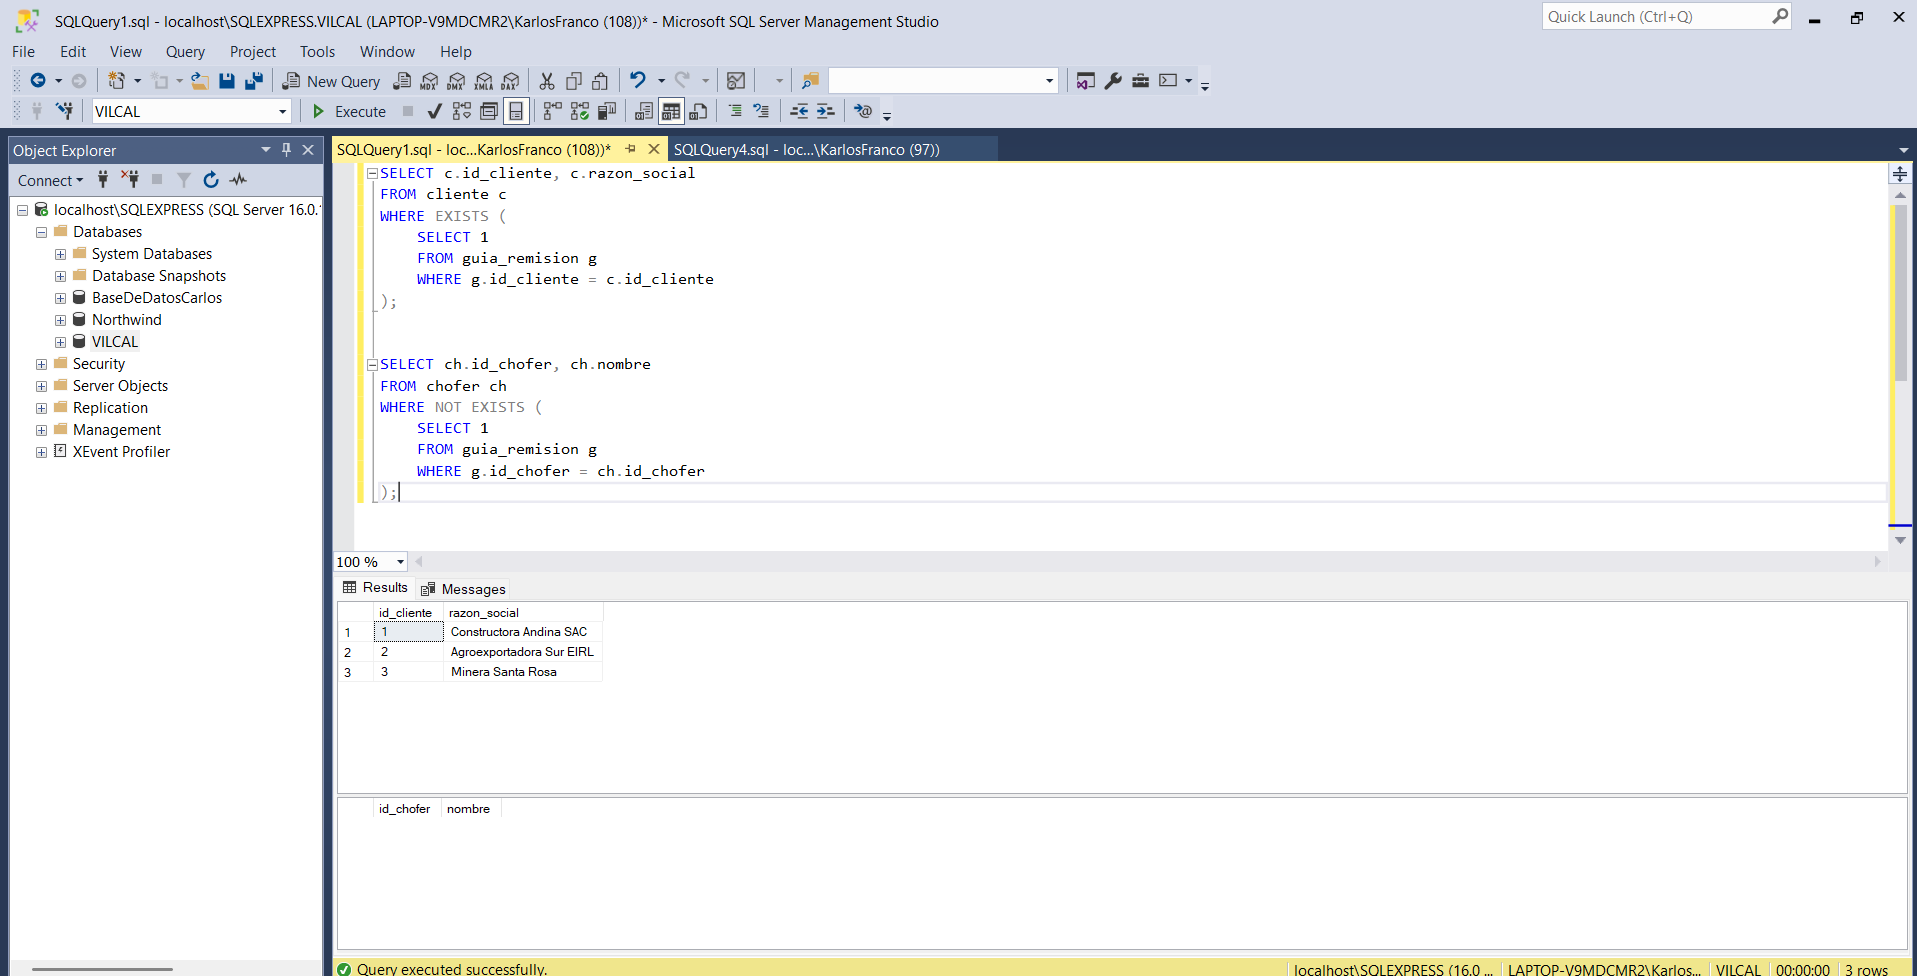 SQLQuery1.sql - localhost\SQLEXPRESS.VILCAL (LAPTOP-V9MDCMR2\KarlosFranco (108))* - Microsoft SQL Server Management Studio
Quick Launch (Ctrl+Q)
File Edit View Query Project Tools Window Help
New Query MDX DMX XMLA DAX
VILCAL Execute
Object Explorer
Connect
localhost\SQLEXPRESS (SQL Server 16.0.
Databases
System Databases
Database Snapshots
BaseDeDatosCarlos
Northwind
VILCAL
Security
Server Objects
Replication
Management
XEvent Profiler
SQLQuery1.sql - loc...KarlosFranco (108))* SQLQuery4.sql - loc...\KarlosFranco (97))
SELECT c.id_cliente, c.razon_social
FROM cliente c
WHERE EXISTS (
SELECT 1
FROM guia_remision g
WHERE g.id_cliente = c.id_cliente
);
SELECT ch.id_chofer, ch.nombre
FROM chofer ch
WHERE NOT EXISTS (
SELECT 1
FROM guia_remision g
WHERE g.id_chofer = ch.id_chofer
);
100 %
Results Messages
id_cliente razon_social
1 1 Constructora Andina SAC
2 2 Agroexportadora Sur EIRL
3 3 Minera Santa Rosa
id_chofer nombre
Query executed successfully. localhost\SQLEXPRESS (16.0 ... LAPTOP-V9MDCMR2\Karlos... VILCAL 00:00:00 3 rows